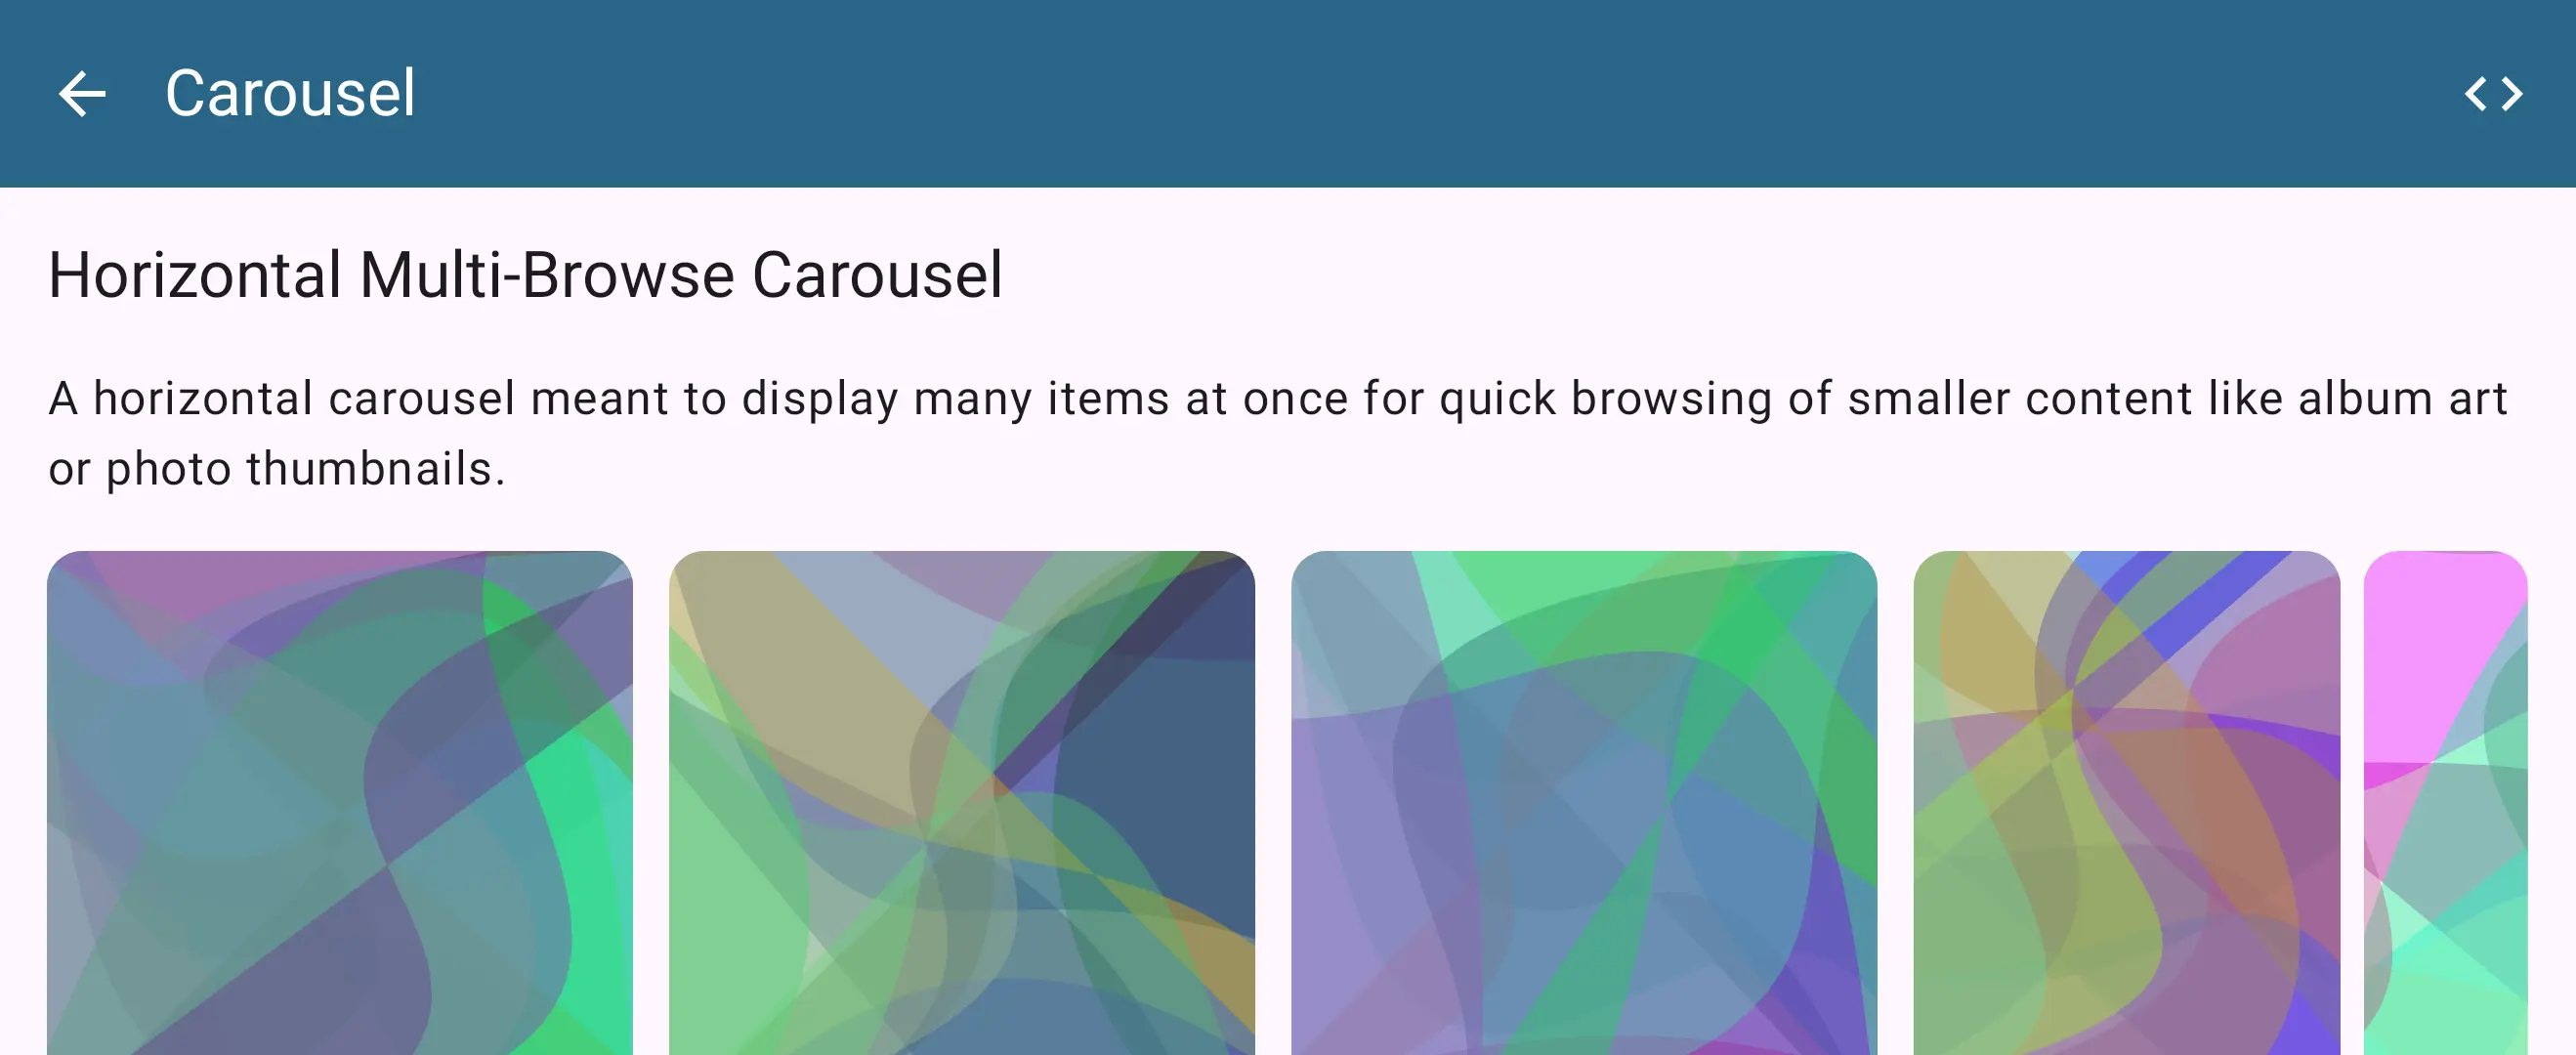 Carousel
Horizontal Multi-Browse Carousel
A horizontal carousel meant to display many items at once for quick browsing of smaller content like album art
or photo thumbnails.